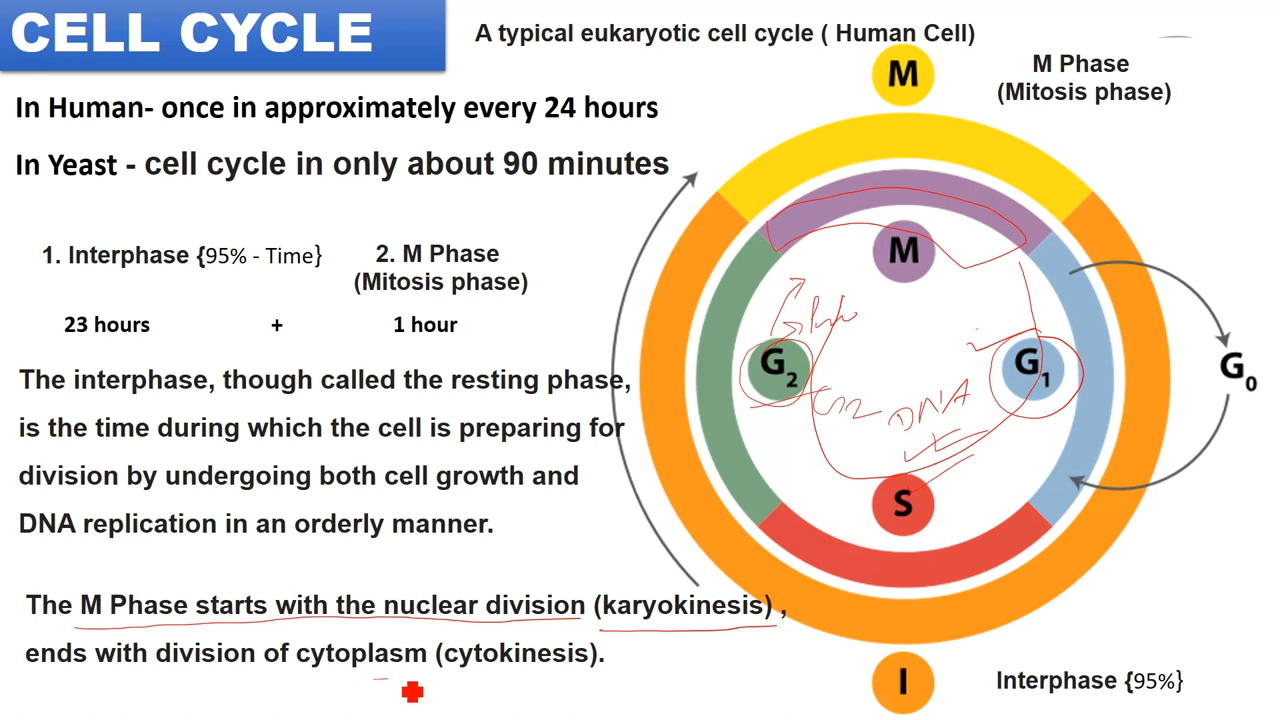 CELL CYCLE
A typical eukaryotic cell cycle ( Human Cell)
M
M Phase
(Mitosis phase)
In Human- once in approximately every 24 hours
In Yeast - cell cycle in only about 90 minutes
1. Interphase {95% - Time}
2. M Phase
(Mitosis phase)
23 hours + 1 hour
M
G2
G1
G0
DNA
S
The interphase, though called the resting phase,
is the time during which the cell is preparing for
division by undergoing both cell growth and
DNA replication in an orderly manner.
The M Phase starts with the nuclear division (karyokinesis) ,
ends with division of cytoplasm (cytokinesis).
I
Interphase {95%}